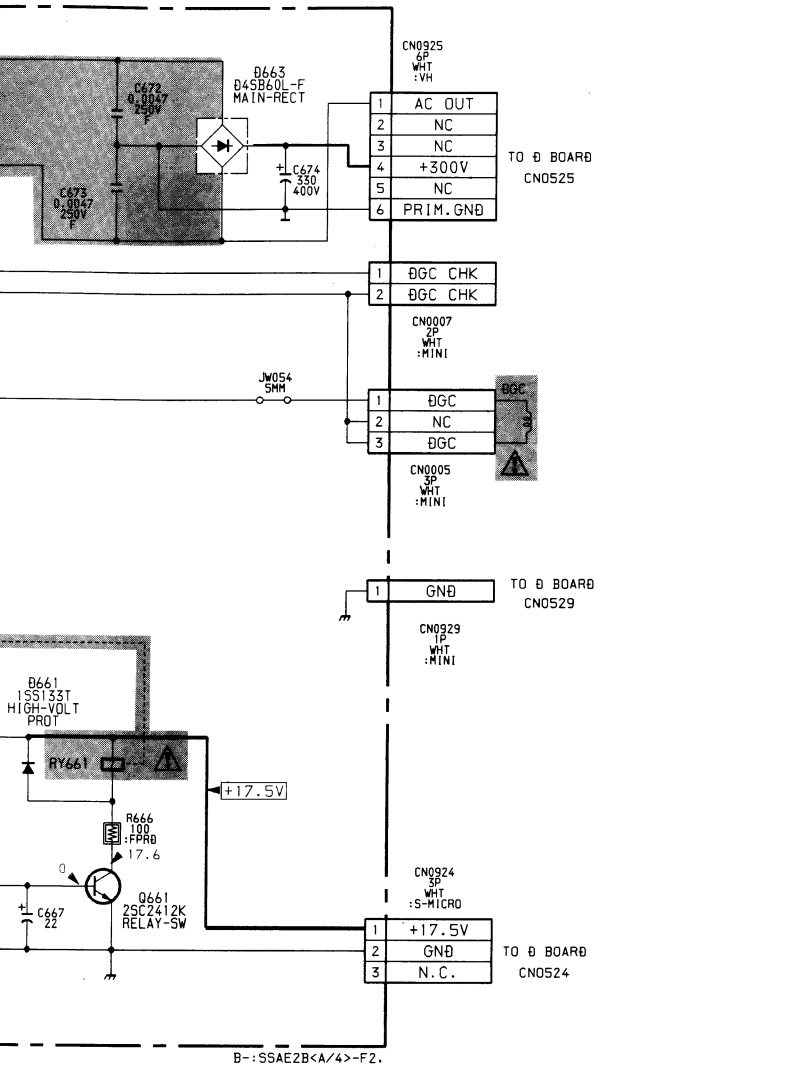 CN0925
6P
WHT
:VH
D663
D4SB60L-F
MAIN-RECT
C672
0.0047
250V
F
1 AC OUT
2 NC
3 NC
4 +300V
5 NC
6 PRIM.GND
TO D BOARD
CN0525
+
C674
330
400V
C673
0.0047
250V
F
1 DGC CHK
2 DGC CHK
CN0007
2P
WHT
:MINI
JW054
5MM
1 DGC
2 NC
3 DGC
DGC
CN0005
3P
WHT
:MINI
1 GND
TO D BOARD
CN0529
CN0929
1P
WHT
:MINI
D661
1SS133T
HIGH-VOLT
PROT
RY661
+17.5V
R666
100
:FPRD
17.6
0
Q661
2SC2412K
RELAY-SW
+
C667
22
CN0924
3P
WHT
:S-MICRO
1 +17.5V
2 GND
3 N.C.
TO D BOARD
CN0524
B-:SSAE2B<A/4>-F2.